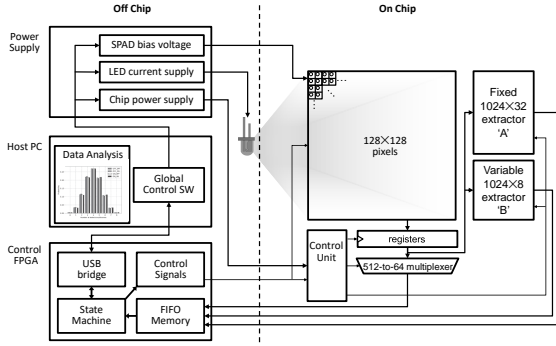 Off Chip
On Chip
Power
Supply
SPAD bias voltage
LED current supply
Chip power supply
Host PC
Data Analysis
Global
Control SW
Control
FPGA
USB
bridge
Control
Signals
State
Machine
FIFO
Memory
128×128
pixels
Control
Unit
registers
512-to-64 multiplexer
Fixed
1024×32
extractor
'A'
Variable
1024×8
extractor
'B'